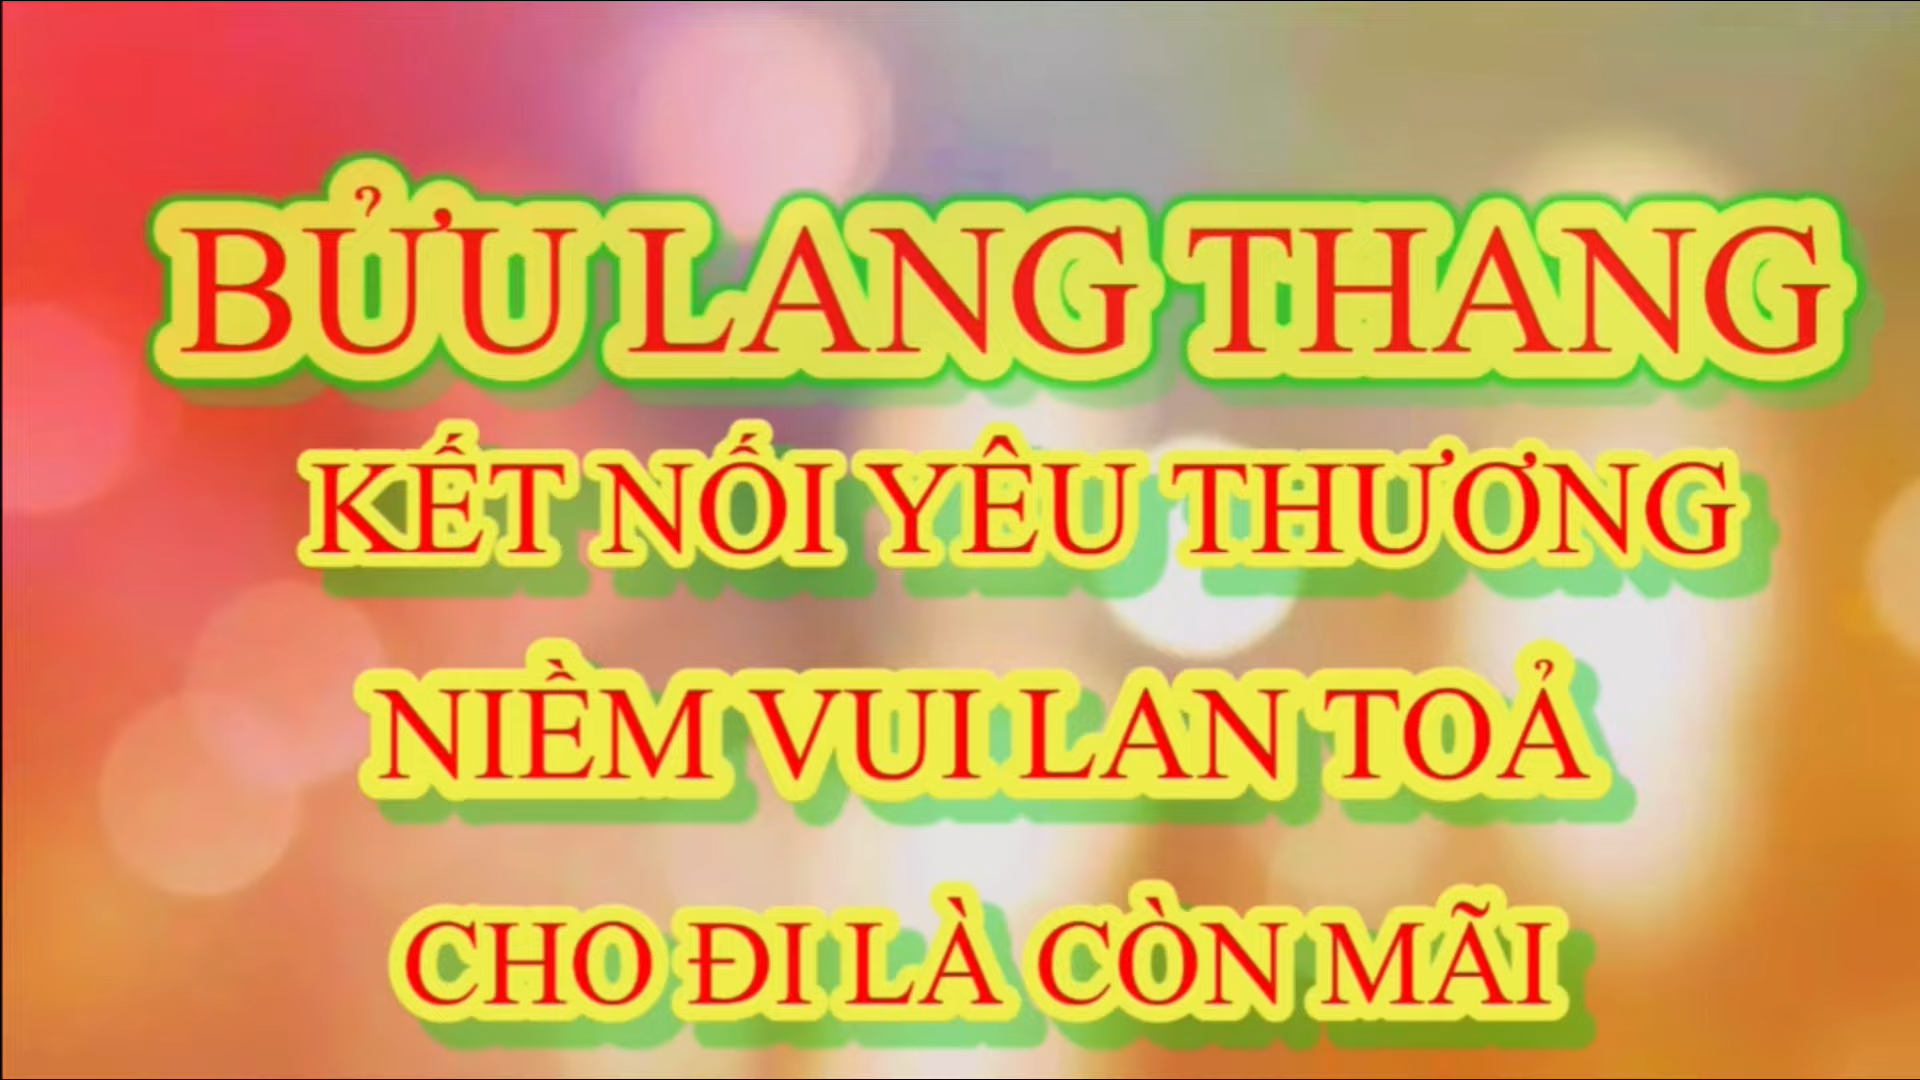 BỬU LANG THANG
KẾT NỐI YÊU THƯƠNG
NIỀM VUI LAN TOẢ
CHO ĐI LÀ CÒN MÃI